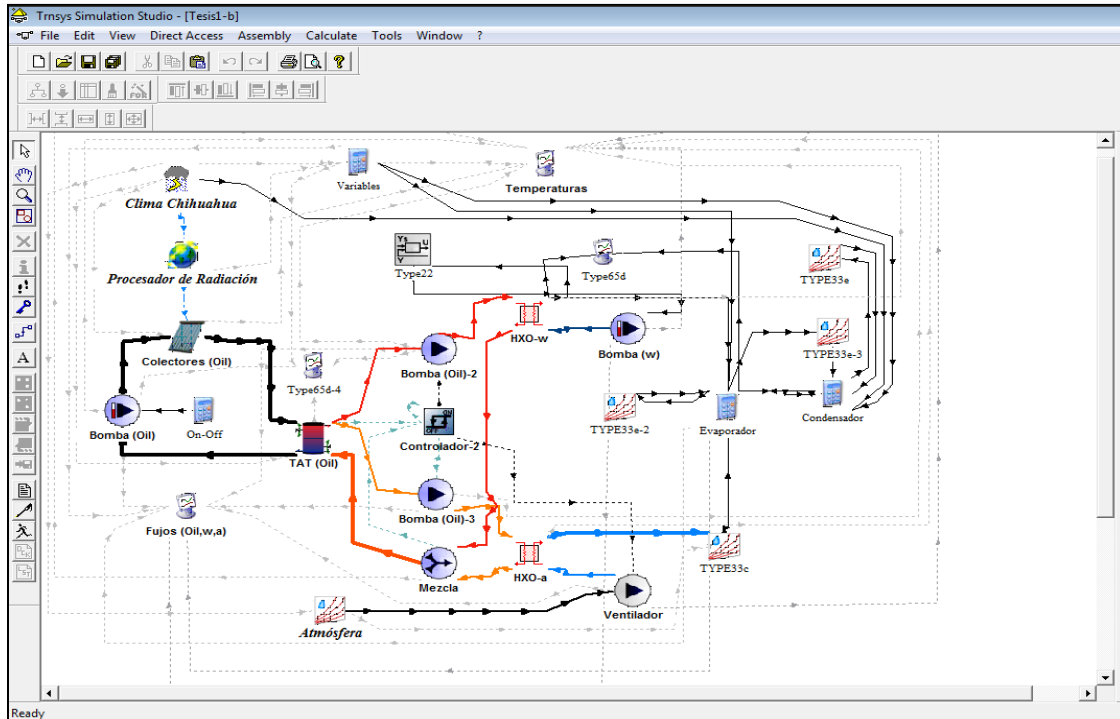 Trnsys Simulation Studio - [Tesis1-b]
File Edit View Direct Access Assembly Calculate Tools Window ?
Variables
Temperaturas
Clima Chihuahua
Type22
Type65d
TYPE33e
Procesador de Radiación
HXO-w
Bomba (w)
TYPE33e-3
Colectores (Oil)
Bomba (Oil)-2
Type65d-4
Condensador
Bomba (Oil)
On-Off
TYPE33e-2
Evaporador
Controlador-2
TAT (Oil)
Bomba (Oil)-3
Fujos (Oil,w,a)
TYPE33c
HXO-a
Mezcla
Ventilador
Atmósfera
Ready